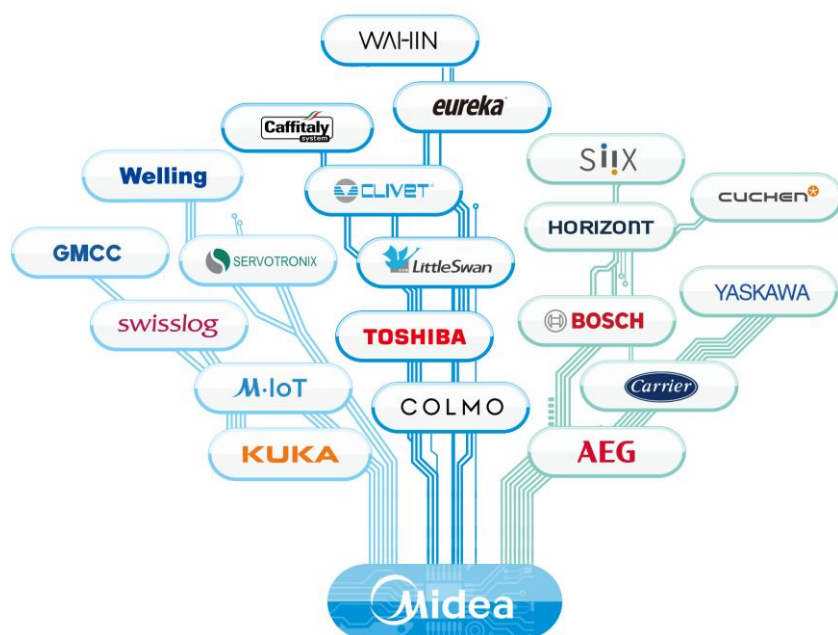 WAHIN
eureka
Caffitaly
system
SIIX
Welling
CLIVET
CUCHEN
HORIZONT
GMCC
SERVOTRONIX
LittleSwan
YASKAWA
swisslog
TOSHIBA
BOSCH
M·IoT
Carrier
COLMO
KUKA
AEG
Midea